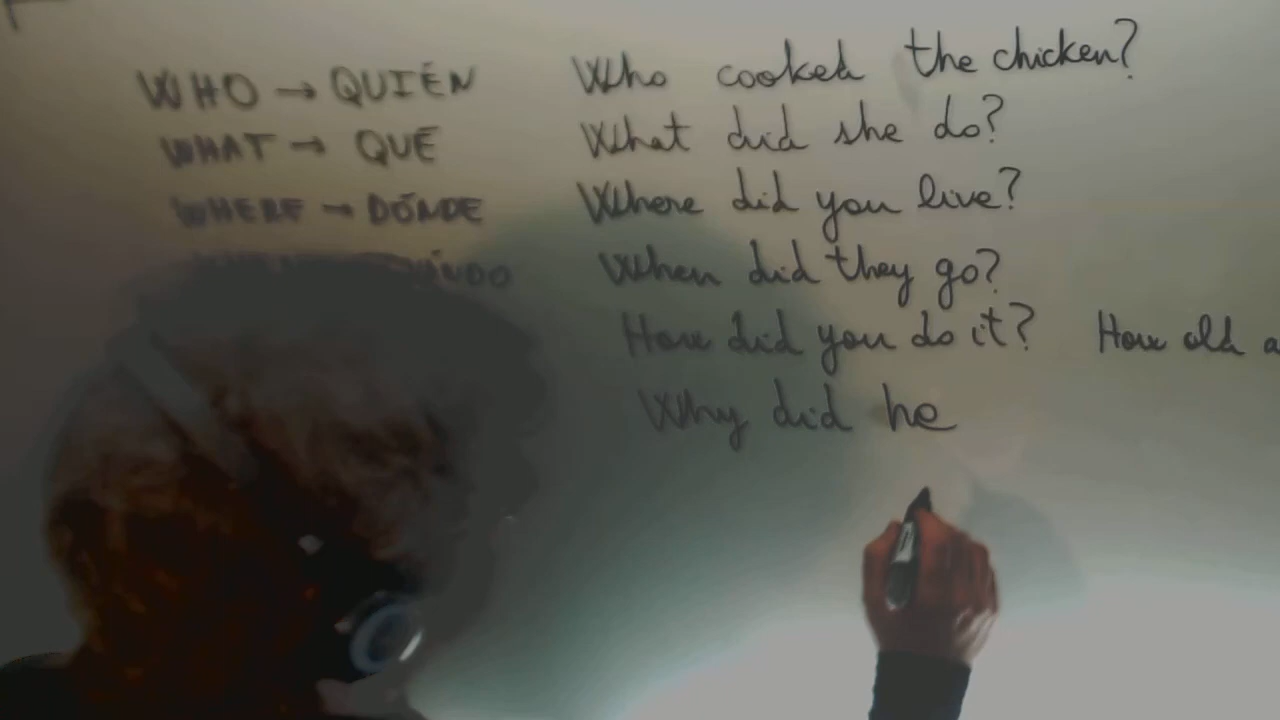 WHO → QUIÉN Who cooked the chicken?
WHAT → QUÉ What did she do?
WHERE → DÓNDE Where did you live?
When did they go?
How did you do it? How old a
Why did he